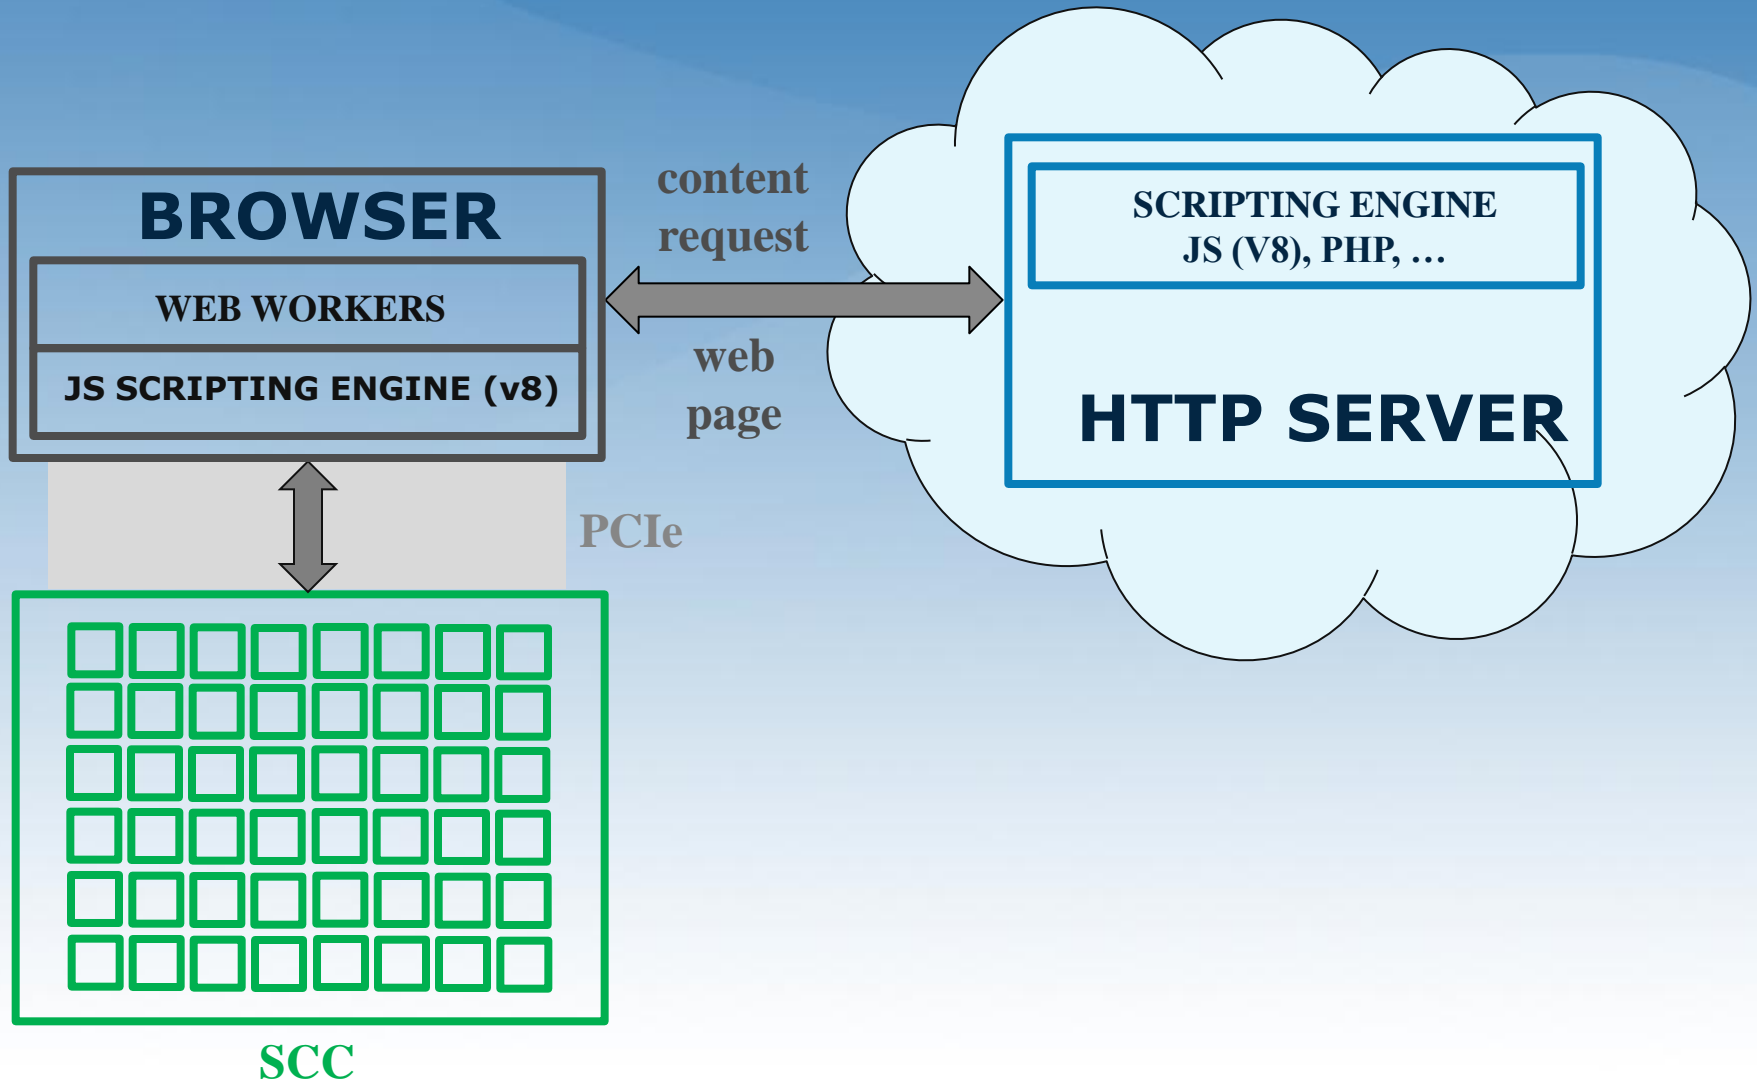 BROWSER
WEB WORKERS
JS SCRIPTING ENGINE (v8)
content
request
web
page
SCRIPTING ENGINE
JS (V8), PHP, …
HTTP SERVER
PCIe
SCC